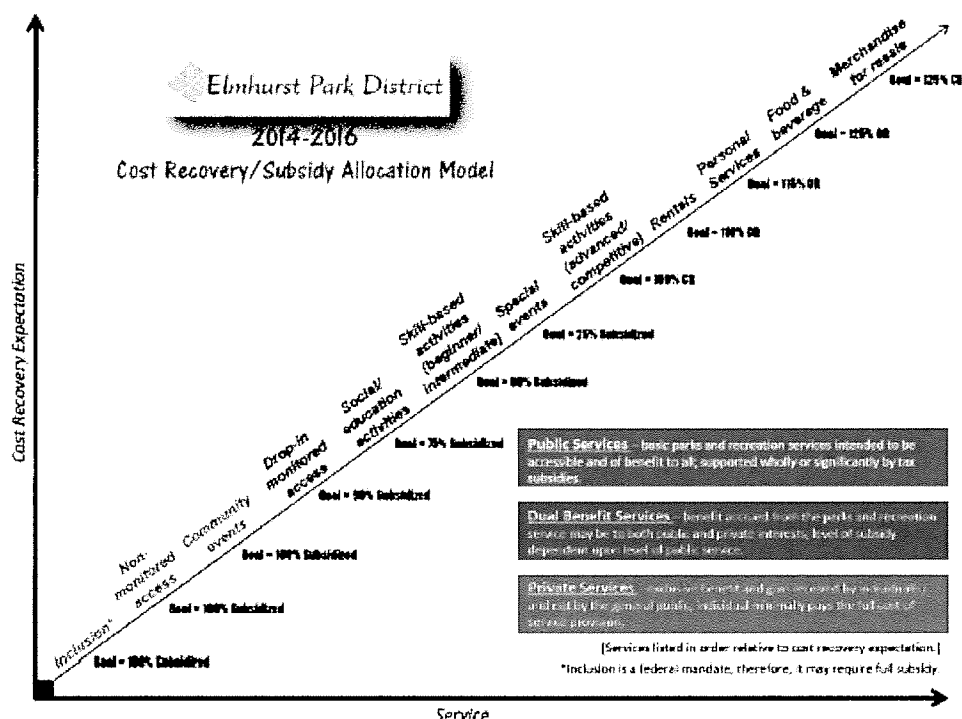 Elmhurst Park District
2014-2016
Cost Recovery/Subsidy Allocation Model
Cost Recovery Expectation
Inclusion*
Goal = 100% Subsidized
Non-
monitored
access
Goal = 100% Subsidized
Community
events
Goal = 100% Subsidized
Drop-in
monitored
access
Goal = 90% Subsidized
Social/
education
activities
Goal = 75% Subsidized
Skill-based
activities
(beginner/
intermediate)
Subsidized
Special
events
Goal = 25% Subsidized
Skill-based
activities
(advanced/
competitive)
Goal = 100% CR
Rentals
Goal = 110% CR
Personal
Services
Goal = 115% CR
Food &
beverage
Goal = 125% CR
Merchandise
for resale
Goal = 125% CR
Public Services – basic parks and recreation services intended to be
accessible and of benefit to all, supported wholly or significantly by tax
subsidies.
Dual Benefit Services – benefit accrued from the parks and recreation
service may be to both public and private interests, level of subsidy
dependent upon level of public service.
Private Services – exclusive benefit and
and not by the general public, individual normally pays the full cost of
service provision.
[Services listed in order relative to cost recovery expectation.]
*Inclusion is a federal mandate, therefore, it may require full subsidy.
Service